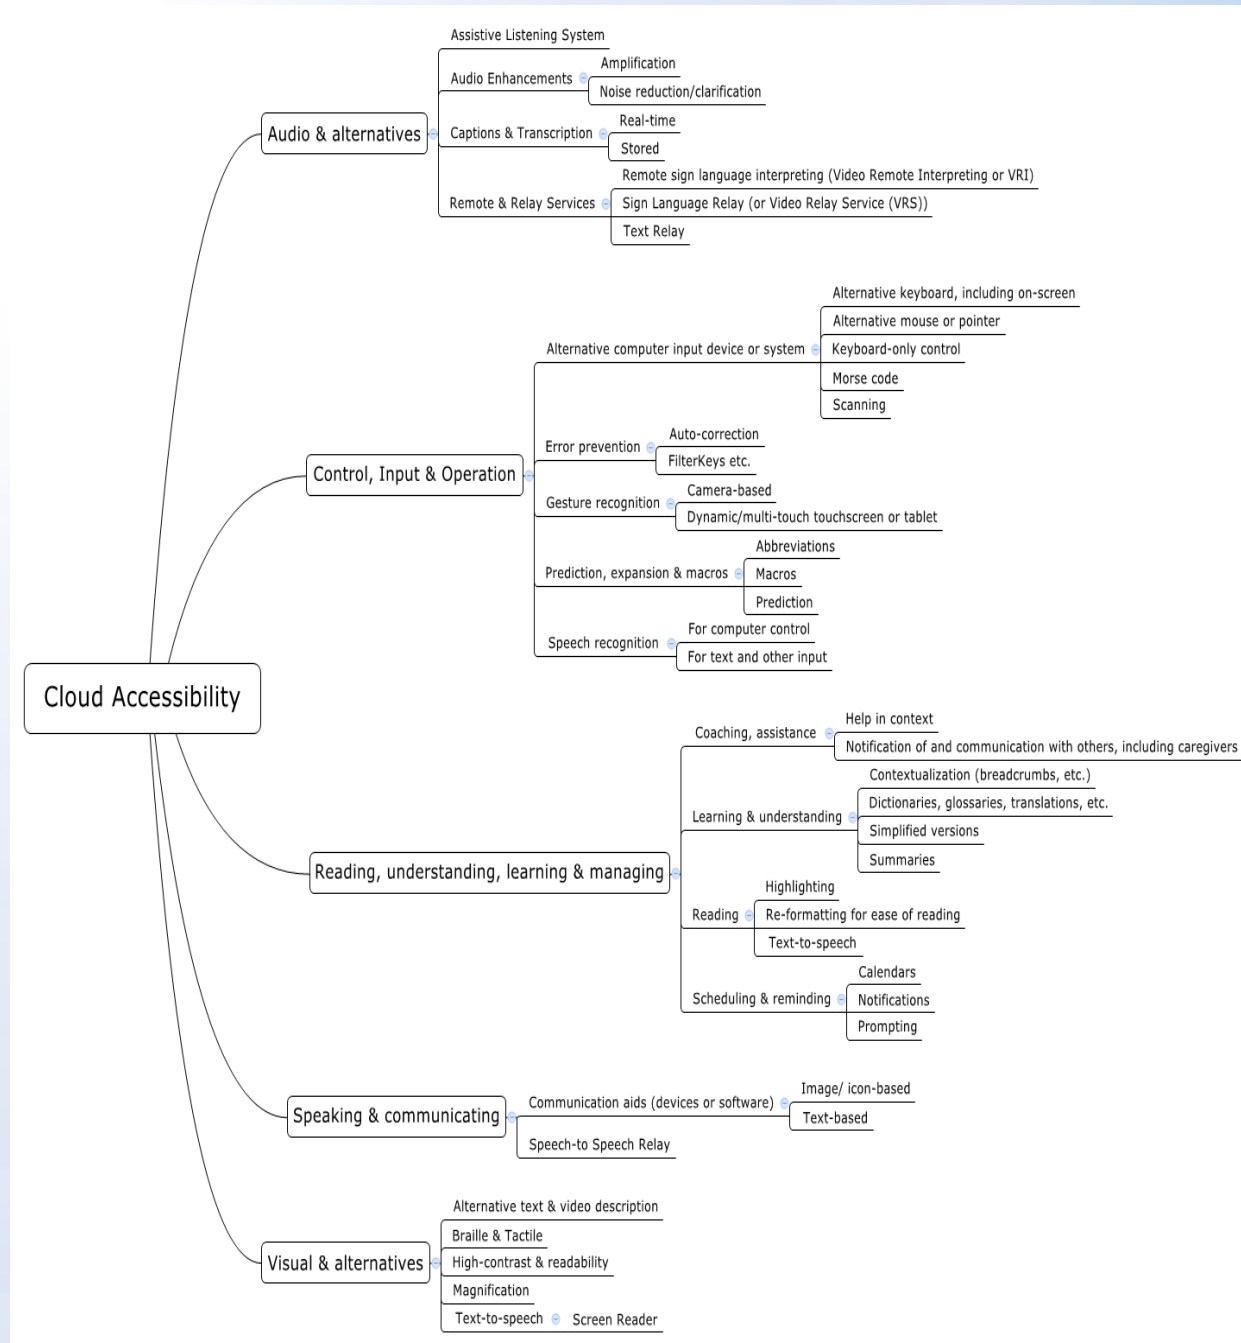 Cloud Accessibility
Audio & alternatives
Assistive Listening System
Audio Enhancements
Amplification
Noise reduction/clarification
Captions & Transcription
Real-time
Stored
Remote & Relay Services
Remote sign language interpreting (Video Remote Interpreting or VRI)
Sign Language Relay (or Video Relay Service (VRS))
Text Relay
Control, Input & Operation
Alternative computer input device or system
Alternative keyboard, including on-screen
Alternative mouse or pointer
Keyboard-only control
Morse code
Scanning
Error prevention
Auto-correction
FilterKeys etc.
Gesture recognition
Camera-based
Dynamic/multi-touch touchscreen or tablet
Prediction, expansion & macros
Abbreviations
Macros
Prediction
Speech recognition
For computer control
For text and other input
Reading, understanding, learning & managing
Coaching, assistance
Help in context
Notification of and communication with others, including caregivers
Learning & understanding
Contextualization (breadcrumbs, etc.)
Dictionaries, glossaries, translations, etc.
Simplified versions
Summaries
Reading
Highlighting
Re-formatting for ease of reading
Text-to-speech
Scheduling & reminding
Calendars
Notifications
Prompting
Speaking & communicating
Communication aids (devices or software)
Image/ icon-based
Text-based
Speech-to Speech Relay
Visual & alternatives
Alternative text & video description
Braille & Tactile
High-contrast & readability
Magnification
Text-to-speech
Screen Reader